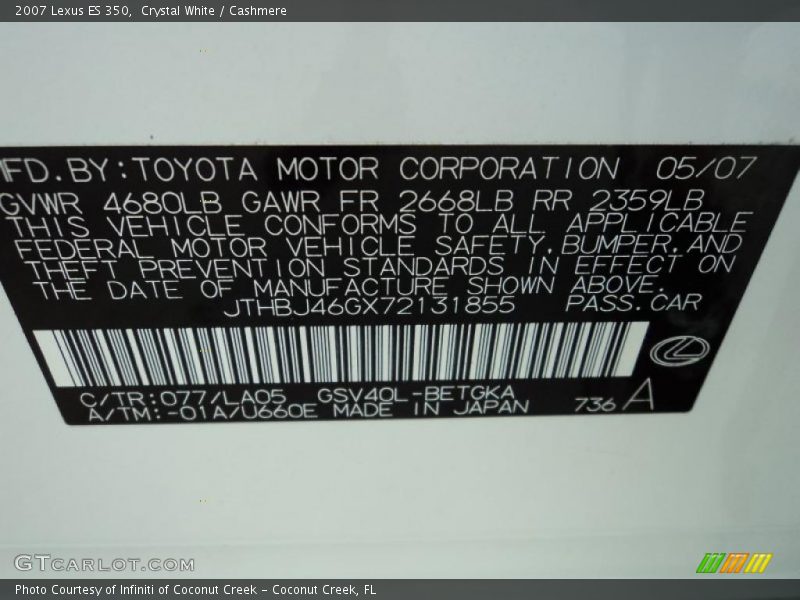 2007 Lexus ES 350,  Crystal White / Cashmere
MFD.BY:TOYOTA MOTOR CORPORATION 05/07
GVWR 4680LB GAWR FR 2668LB RR 2359LB
THIS VEHICLE CONFORMS TO ALL APPLICABLE
FEDERAL MOTOR VEHICLE SAFETY, BUMPER, AND
THEFT PREVENTION STANDARDS IN EFFECT ON
THE DATE OF MANUFACTURE SHOWN ABOVE.
JTHBJ46GX72131855 PASS.CAR
C/TR:077/LA05 GSV40L-BETGKA
A/TM:-01A/U660E MADE IN JAPAN 736 A
GTCARLOT.COM
Photo Courtesy of Infiniti of Coconut Creek – Coconut Creek, FL